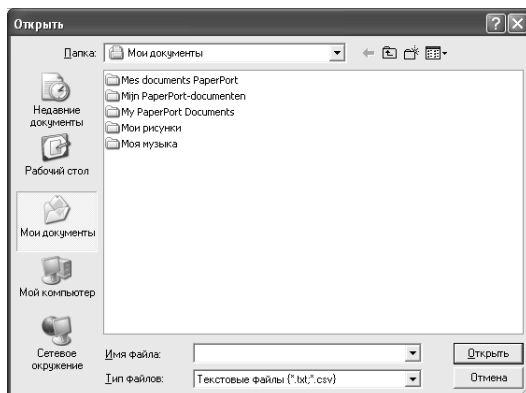 Открыть
Папка:
Мои документы
Mes documents PaperPort
Mijn PaperPort-documenten
My PaperPort Documents
Мои рисунки
Моя музыка
Недавние
документы
Рабочий стол
Мои документы
Мой компьютер
Сетевое
окружение
Имя файла:
Открыть
Тип файлов:
Текстовые файлы (*.txt;*.csv)
Отмена